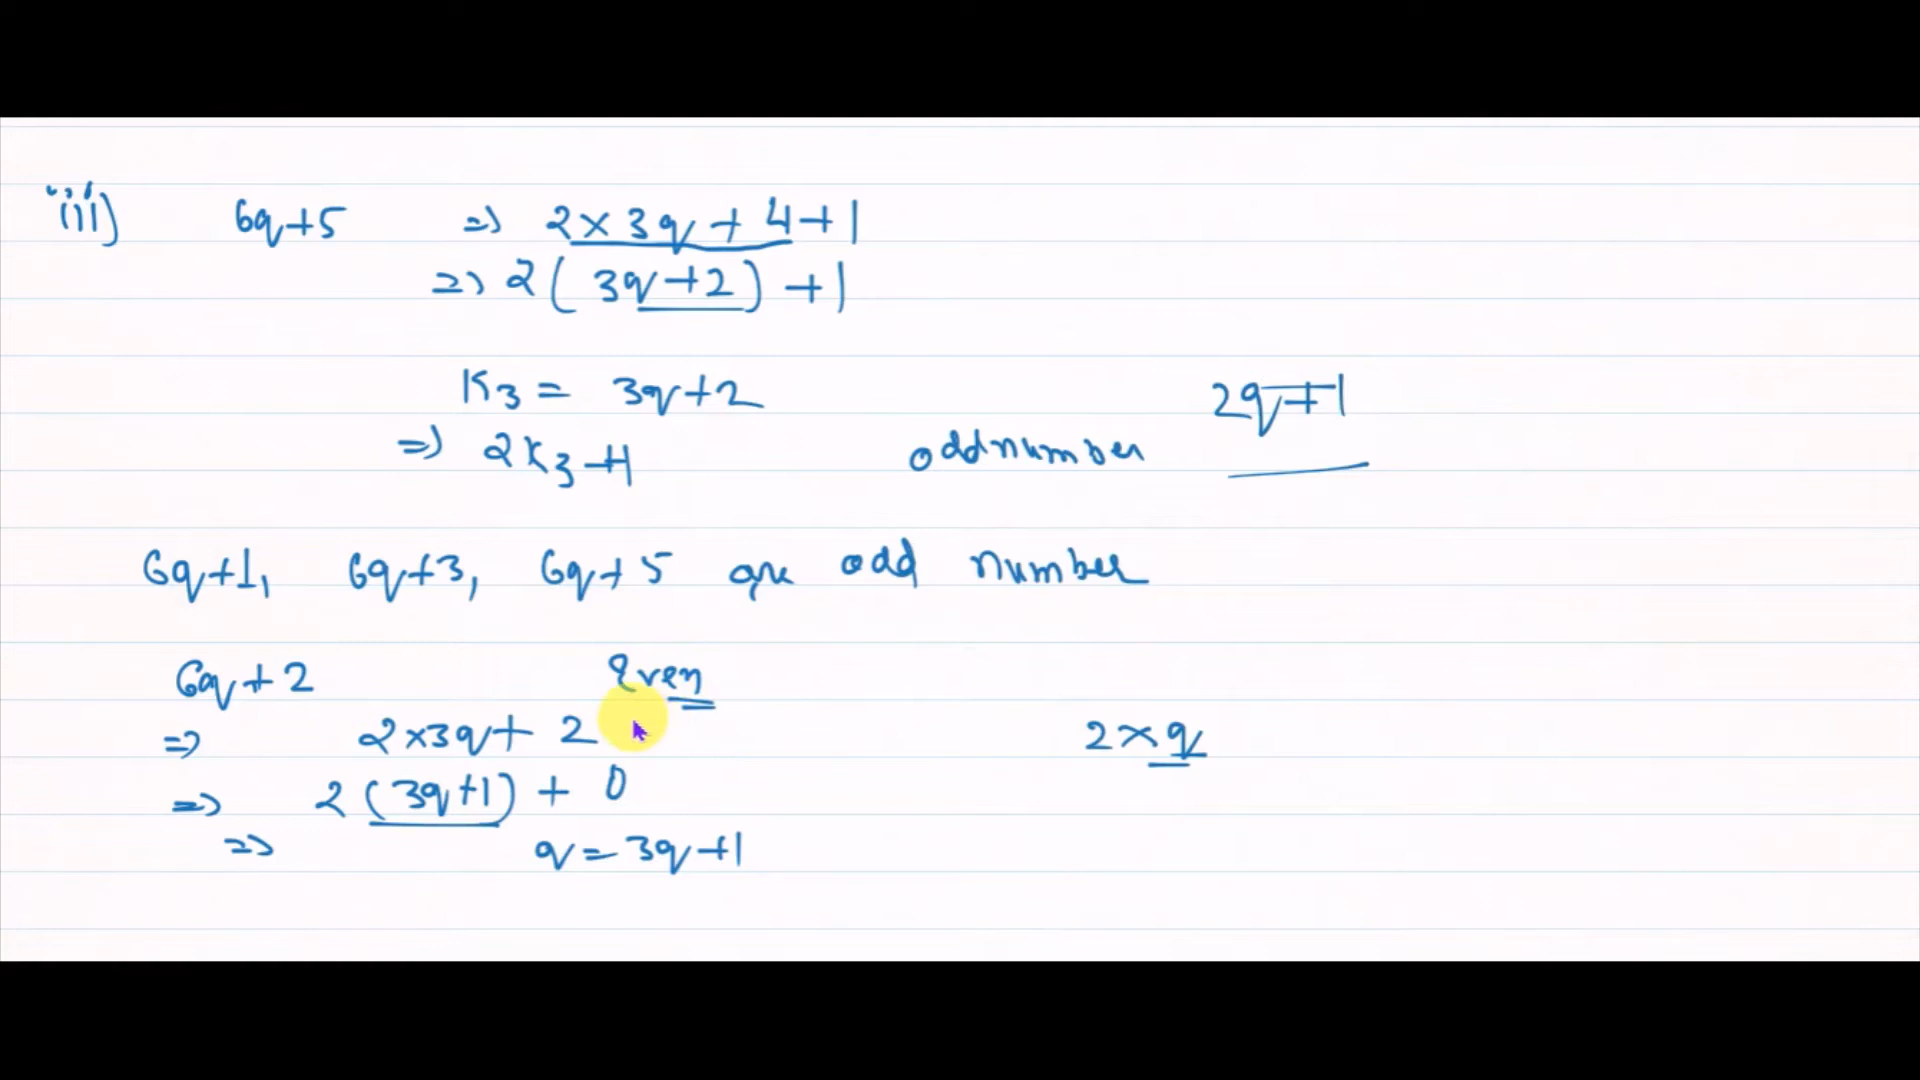 iii) 6q+5 => 2×3q+4+1
=> 2(3q+2)+1
K3 = 3q+2 2q+1
=> 2K3+1 oddnumber
6q+1, 6q+3, 6q+5 are odd number
6q+2 Even
=> 2×3q+ 2 2×q
=> 2(3q+1) + 0
=> q=3q+1